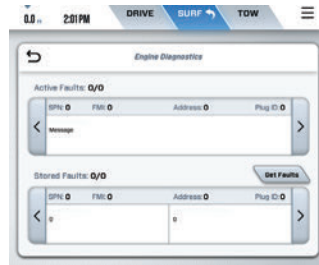 0.0 2:01 PM DRIVE SURF TOW
Engine Diagnostics
Active Faults: 0/0
SPN: 0 FMI: 0 Address: 0 Plug ID: 0
Message
Stored Faults: 0/0 Get Faults
SPN: 0 FMI: 0 Address: 0 Plug ID: 0
0 0